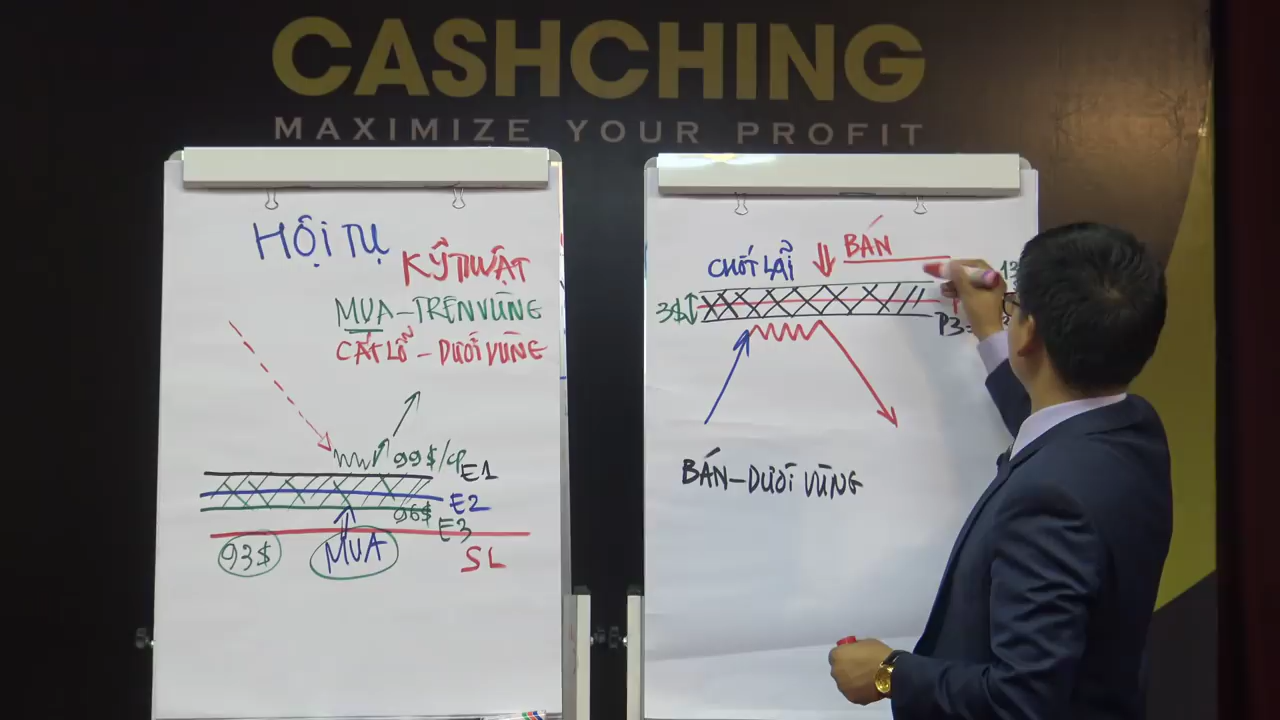 CASHCHING
MAXIMIZE YOUR PROFIT
HỘI TỤ
KỸ THUẬT
MUA-TRÊN VÙNG
CẮT LỖ - DƯỚI VÙNG
99$/CP
E1
E2
96$
E3
93$
MUA
SL
BÁN
CHỐT LÃI
3$
P3=
BÁN-DƯỚI VÙNG